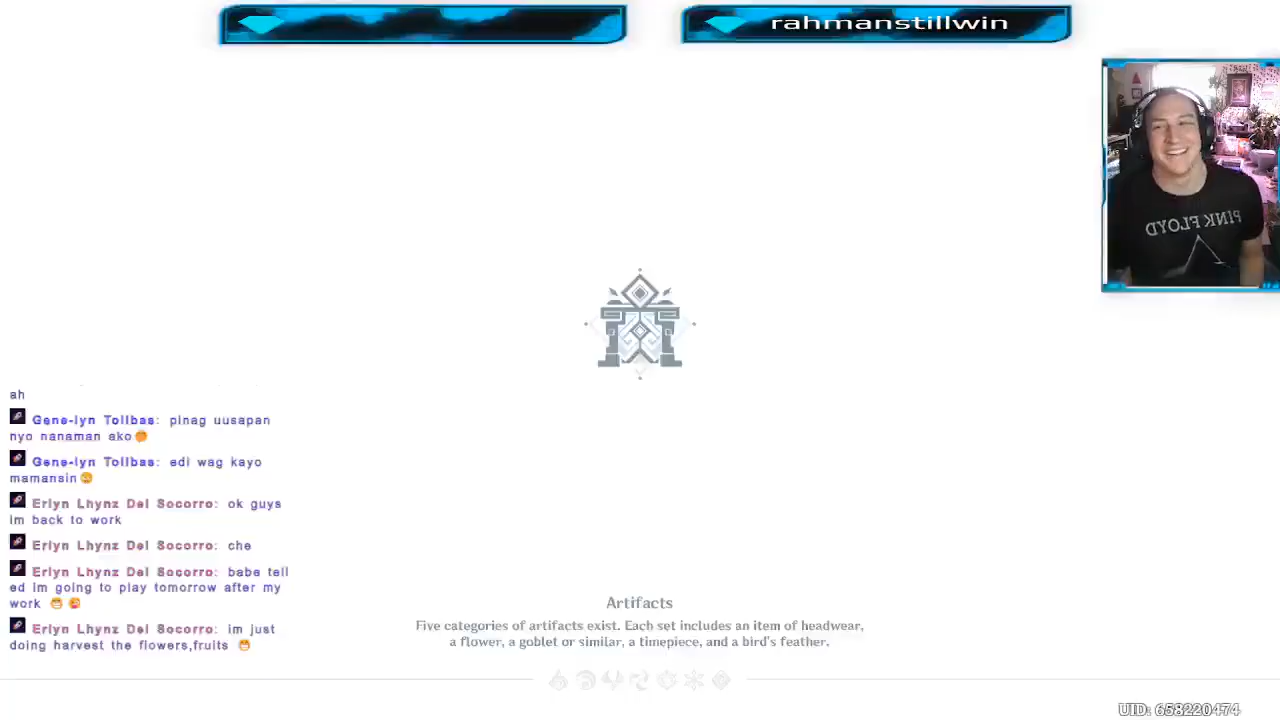 rahmanstillwin
PINK FLOYD
ah
Gene-lyn Tollbas: pinag uusapan
nyo nanaman ako
Gene-lyn Tollbas: edi wag kayo
mamansin
Erlyn Lhynz Del Socorro: ok guys
im back to work
Erlyn Lhynz Del Socorro: che
Erlyn Lhynz Del Socorro: babe tell
ed im going to play tomorrow after my
work
Erlyn Lhynz Del Socorro: im just
doing harvest the flowers,fruits
Artifacts
Five categories of artifacts exist. Each set includes an item of headwear,
a flower, a goblet or similar, a timepiece, and a bird's feather.
UID: 658220474